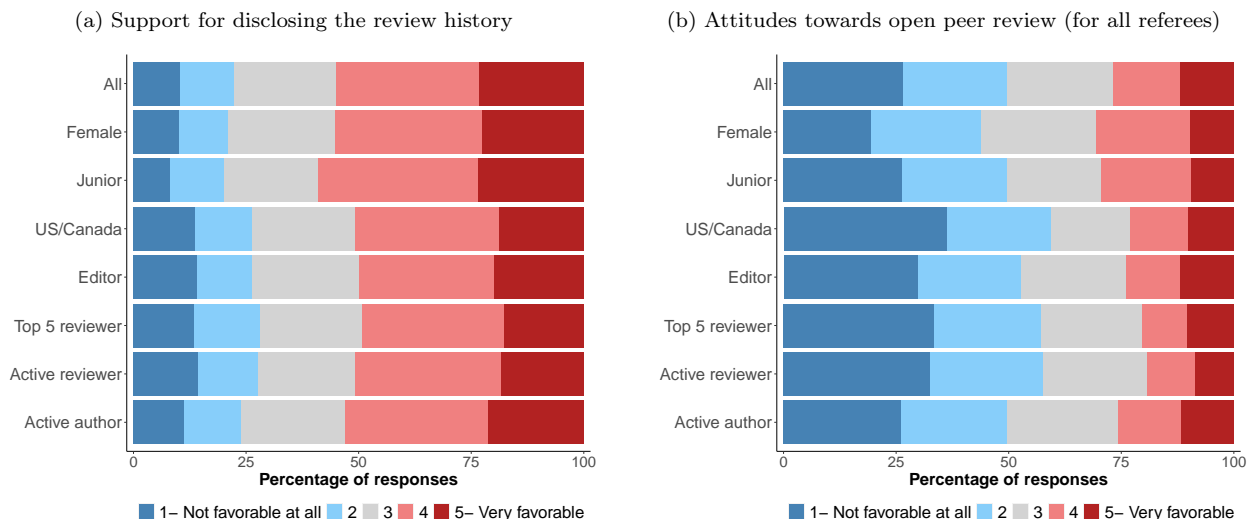 (a) Support for disclosing the review history
All
Female
Junior
US/Canada
Editor
Top 5 reviewer
Active reviewer
Active author
0 25 50 75 100
Percentage of responses
1– Not favorable at all 2 3 4 5– Very favorable
(b) Attitudes towards open peer review (for all referees)
All
Female
Junior
US/Canada
Editor
Top 5 reviewer
Active reviewer
Active author
0 25 50 75 100
Percentage of responses
1– Not favorable at all 2 3 4 5– Very favorable